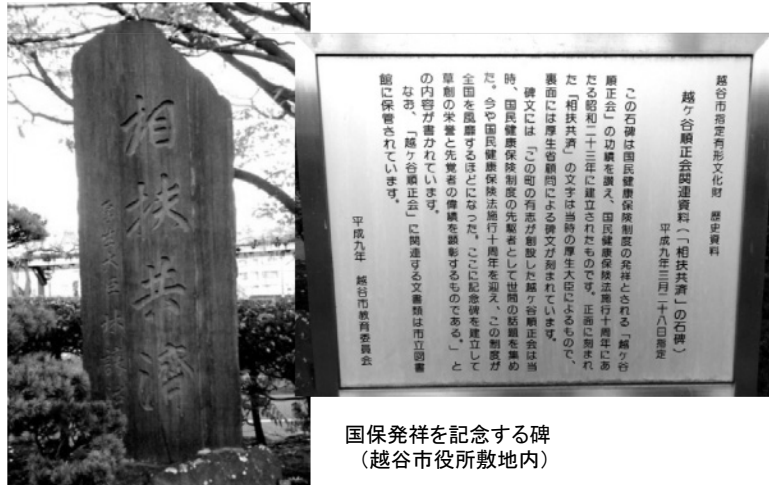 相扶共濟
越谷市指定有形文化財　歴史資料
越ケ谷順正会関連資料（「相扶共済」の石碑）
平成九年三月二十八日指定
この石碑は国民健康保険制度の発祥とされる「越ケ谷
順正会」の功績を讃え、国民健康保険法施行十周年にあ
たる昭和二十三年に建立されたものです。正面に刻まれ
た「相扶共済」の文字は当時の厚生大臣によるもので、
裏面には厚生省顧問による碑文が刻まれています。
碑文には「この町の有志が創設した越ケ谷順正会は当
時、国民健康保険制度の先駆者として世間の話題を集め
た。今や国民健康保険法施行十周年を迎え、この制度が
全国を風靡するほどになった。ここに記念碑を建立して
草創の栄誉と先覚者の偉績を顕彰するものである。」と
の内容が書かれています。
なお、「越ケ谷順正会」に関連する文書類は市立図書
館に保管されています。
平成九年　越谷市教育委員会
国保発祥を記念する碑
（越谷市役所敷地内）